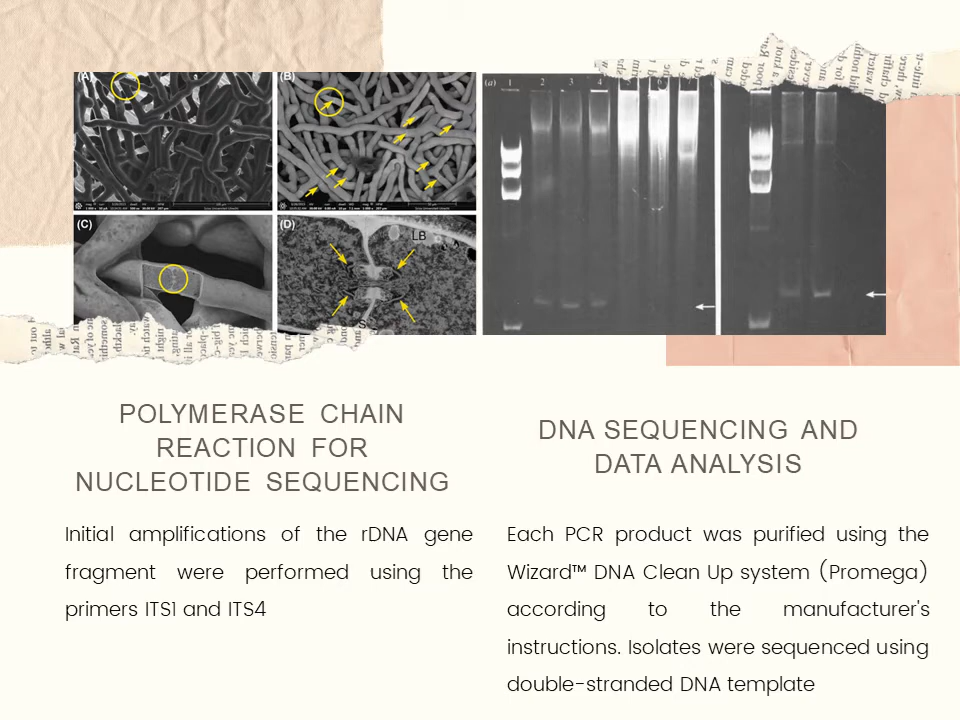 (A)
(B)
(C)
(D)
LB
(a)
1
2
3
4
6
7
POLYMERASE CHAIN
REACTION FOR
NUCLEOTIDE SEQUENCING
Initial amplifications of the rDNA gene
fragment were performed using the
primers ITS1 and ITS4
DNA SEQUENCING AND
DATA ANALYSIS
Each PCR product was purified using the
Wizard™ DNA Clean Up system (Promega)
according to the manufacturer's
instructions. Isolates were sequenced using
double-stranded DNA template